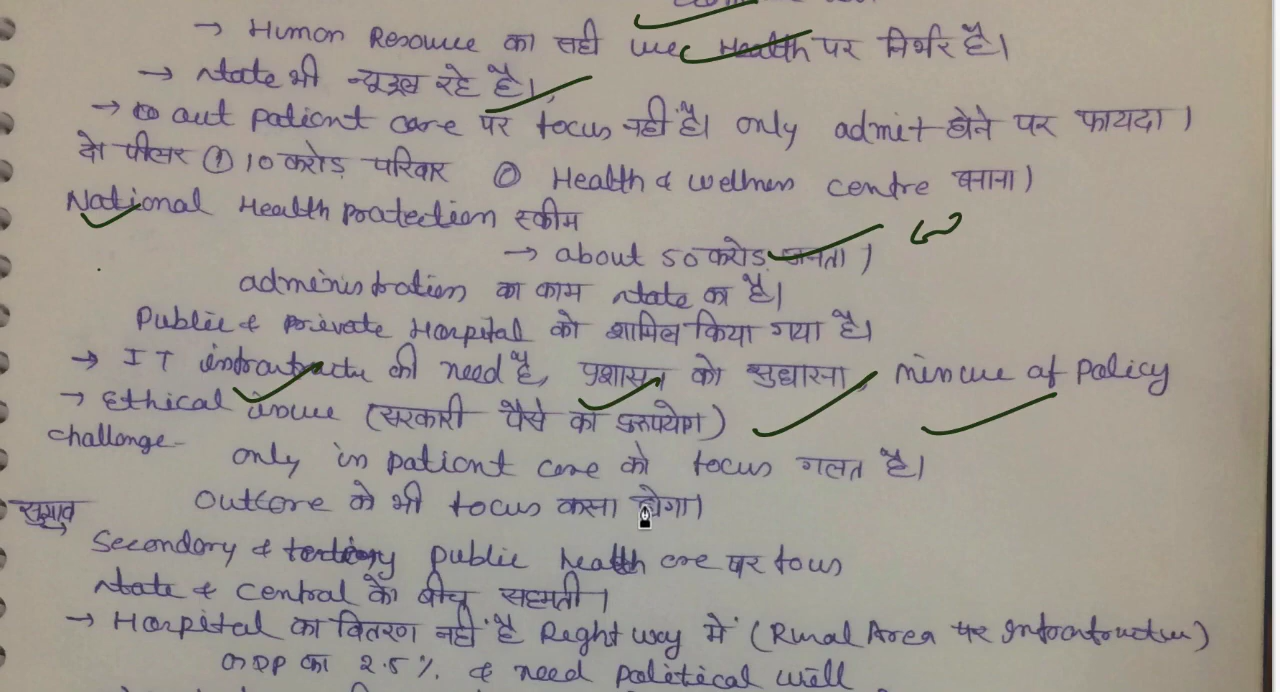 → Human Resource का सही use Health पर निर्भर है।
→ State भी जूझ रहे है।
→ out patient care पर focus नहीं है। only admit होने पर फायदा।
दो पीलर ① 10 करोड़ परिवार Health & wellness centre बनाना)
National Health protection स्कीम
→ about 50 करोड़ जनता)
administration का काम state का है।
Public & private Hospital को शामिल किया गया है।
→ IT infrastructure की need है, प्रशासन को सुधारना, misuse of policy
→ Ethical issue (सरकारी पैसे का दुरुपयोग)
challenge-
only in patient care को focus गलत है।
outcare को भी focus करना होगा।
सुझाव
Secondary & tertiary public health care पर focus
State & central के बीच सहमती।
→ Hospital का वितरण नहीं है Right way में (Rural Area पर Infrastructure)
GDP का 2.5% & need political will